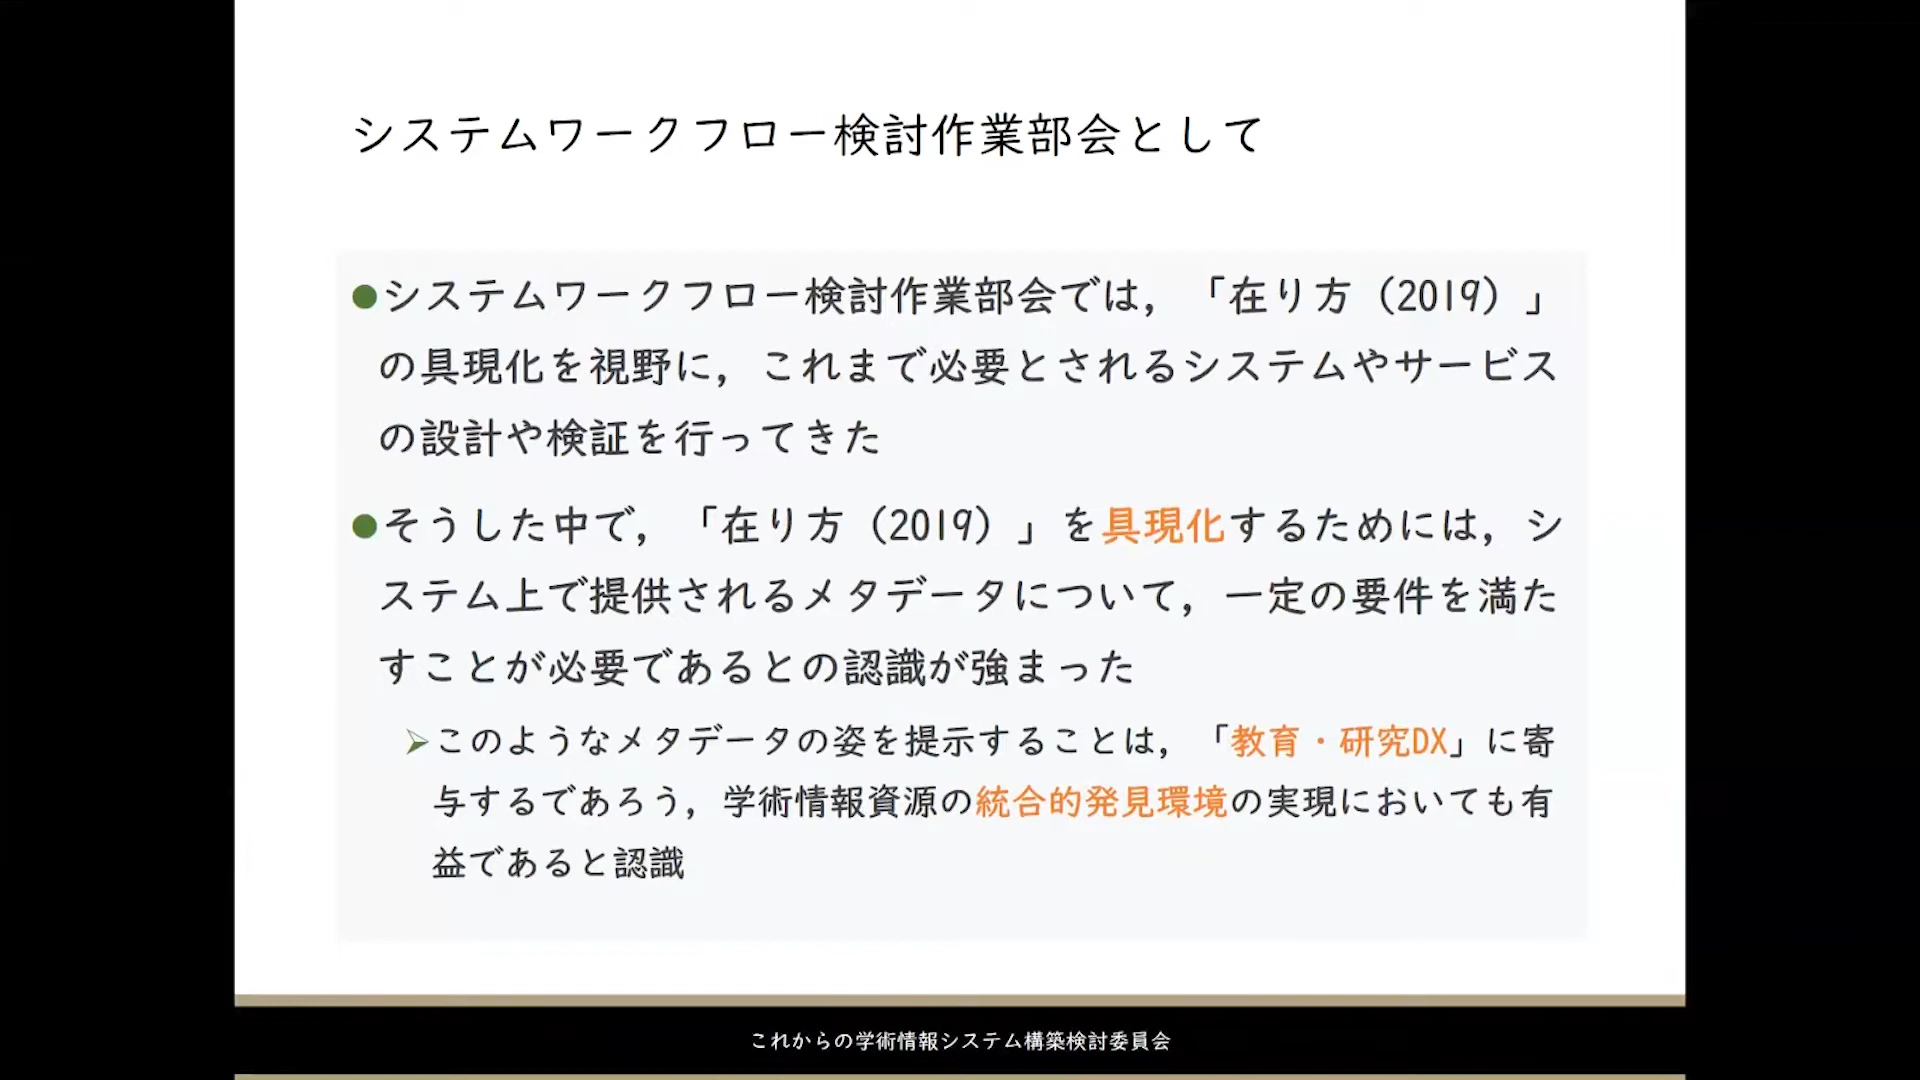 システムワークフロー検討作業部会として
●システムワークフロー検討作業部会では，「在り方（2019）」
の具現化を視野に，これまで必要とされるシステムやサービス
の設計や検証を行ってきた
●そうした中で，「在り方（2019）」を具現化するためには，シ
ステム上で提供されるメタデータについて，一定の要件を満た
すことが必要であるとの認識が強まった
➢このようなメタデータの姿を提示することは，「教育・研究DX」に寄
与するであろう，学術情報資源の統合的発見環境の実現においても有
益であると認識
これからの学術情報システム構築検討委員会